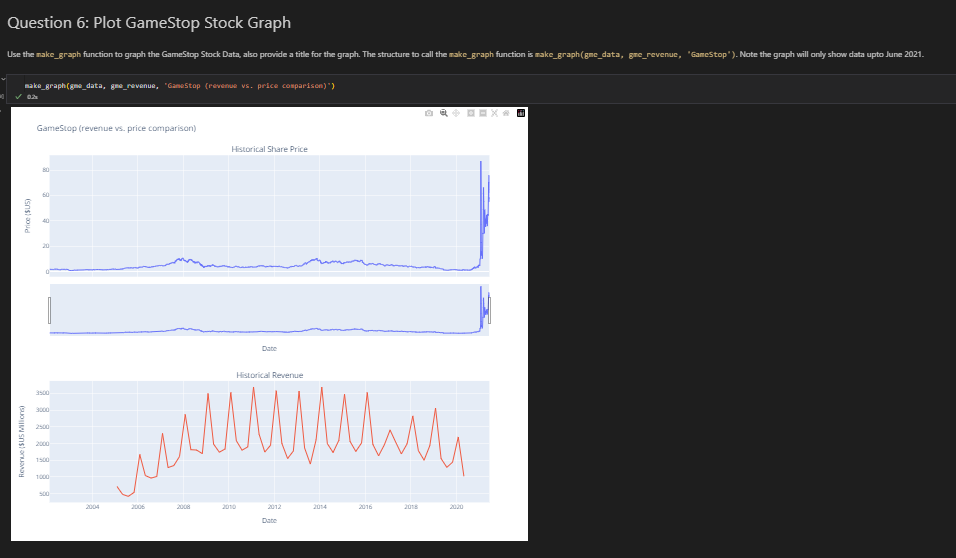 Question 6: Plot GameStop Stock Graph
Use the make_graph function to graph the GameStop Stock Data, also provide a title for the graph. The structure to call the make_graph function is make_graph(gme_data, gme_revenue, 'GameStop'). Note the graph will only show data upto June 2021.
make_graph(gme_data, gme_revenue, 'GameStop (revenue vs. price comparison)')
0.2s
GameStop (revenue vs. price comparison)
Historical Share Price
80
60
40
20
0
Price ($US)
Date
Historical Revenue
3500
3000
2500
2000
1500
1000
500
Revenue ($US Millions)
2004 2006 2008 2010 2012 2014 2016 2018 2020
Date